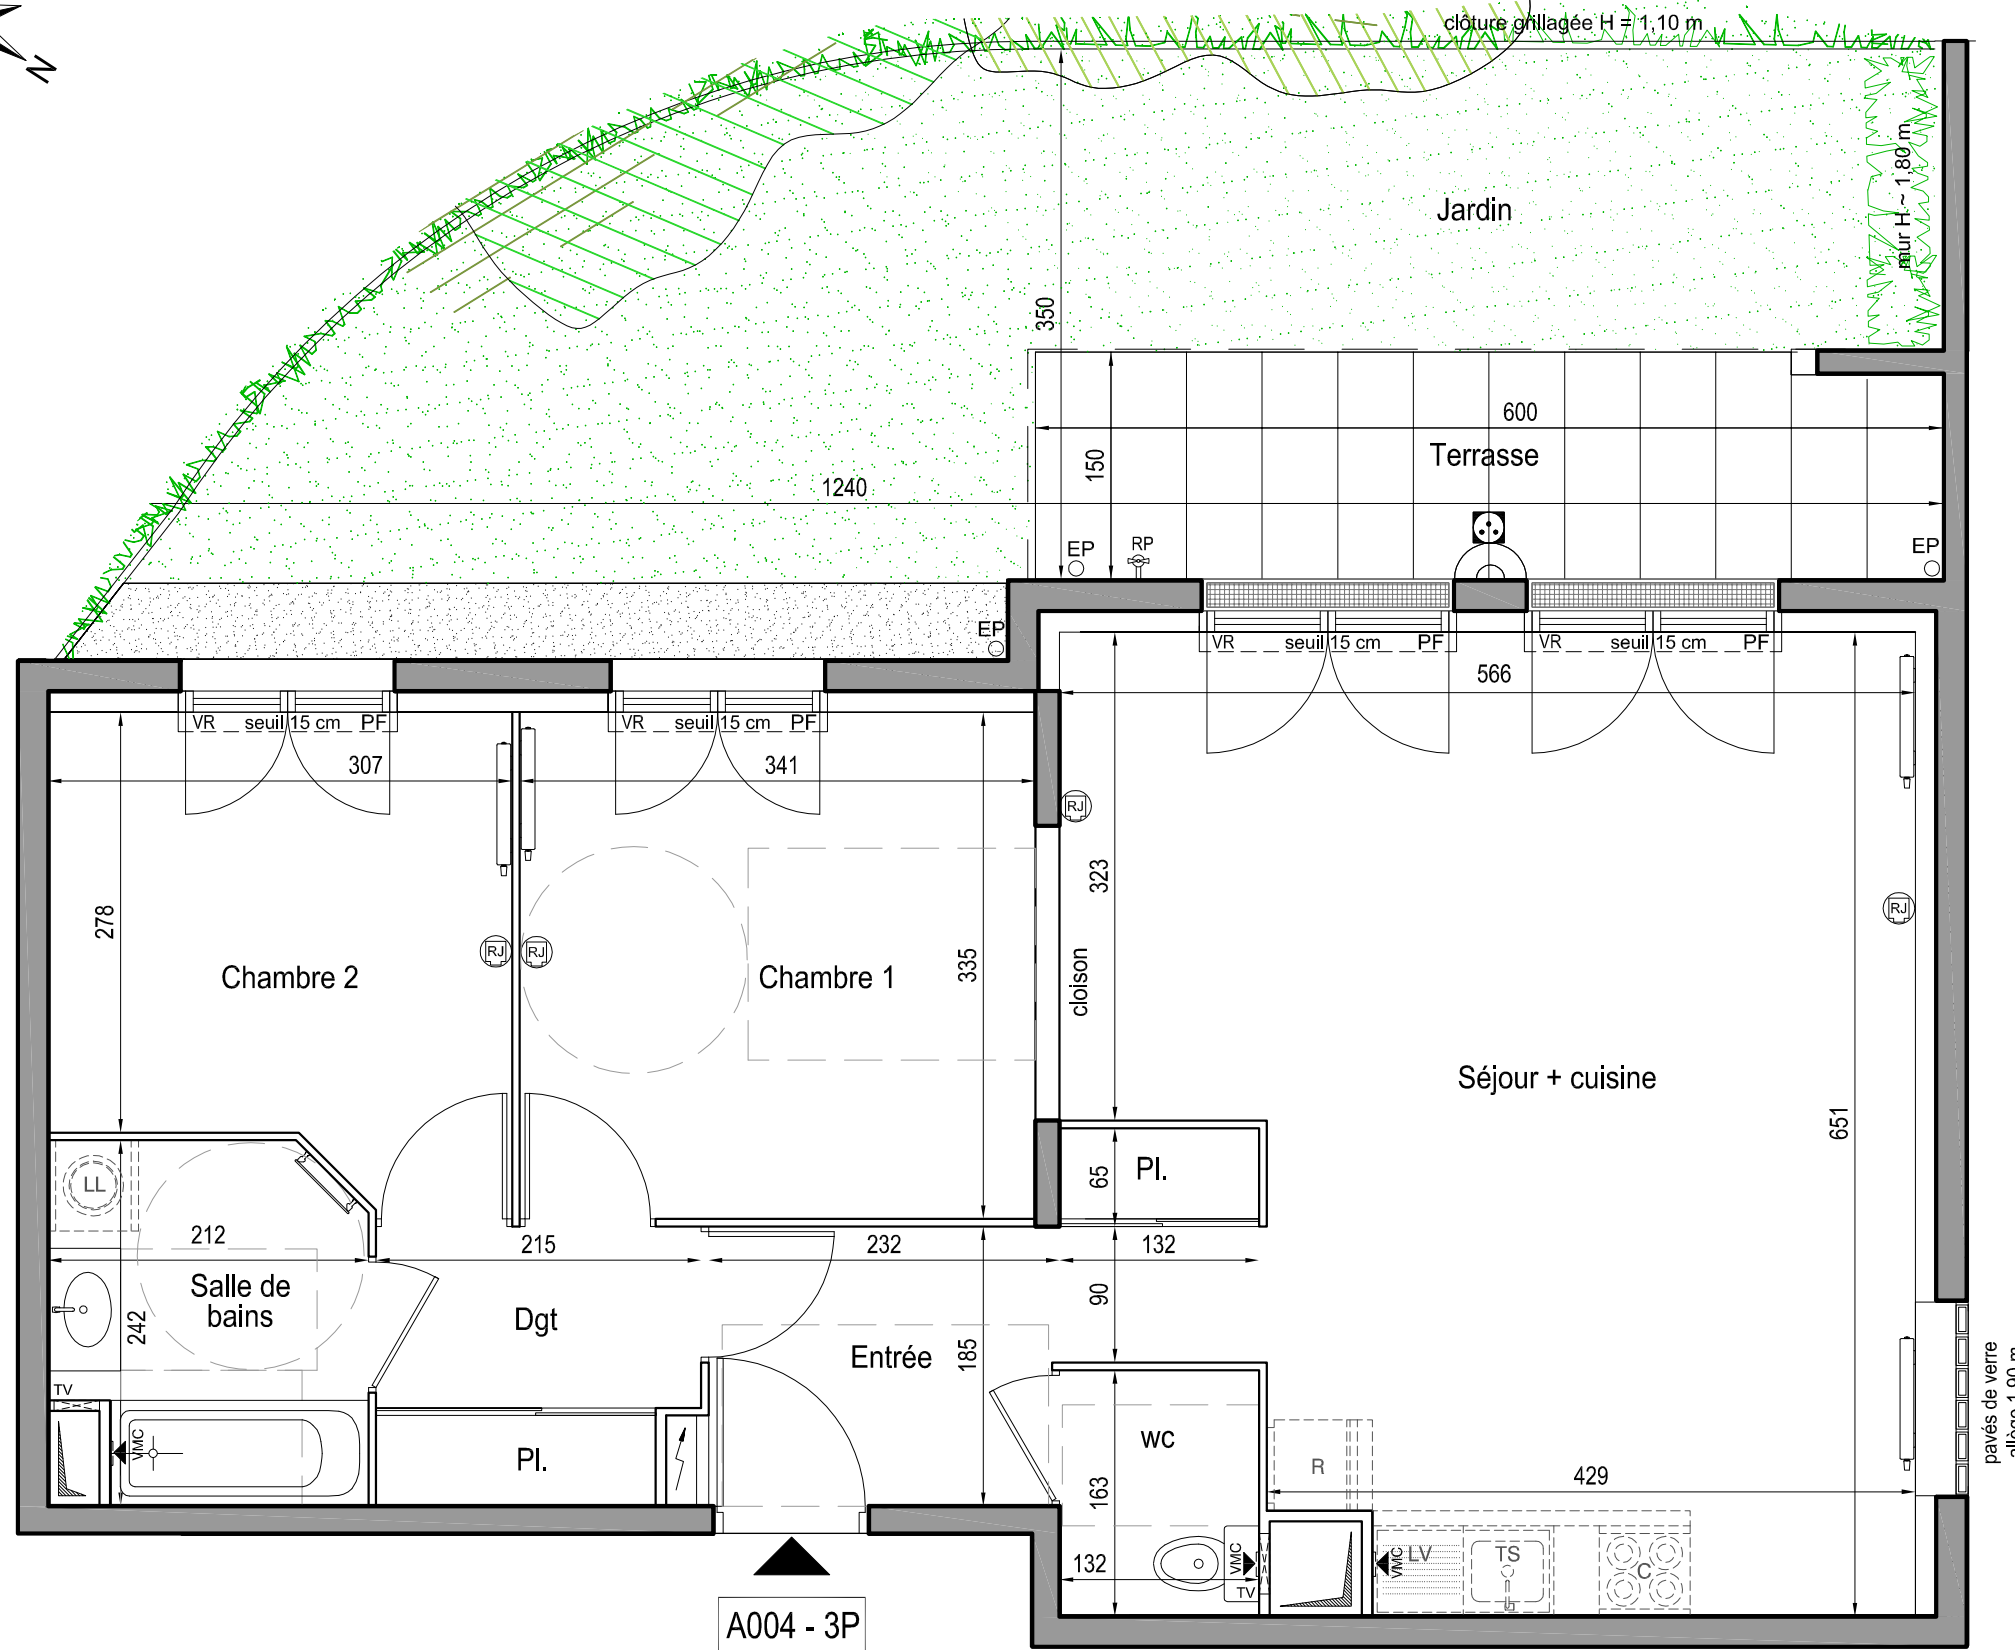 N
clôture grillagée H = 1,10 m
mur H ~ 1,80 m
Jardin
350
600
Terrasse
150
1240
EP
RP
EP
EP
VR seuil 15 cm PF
VR seuil 15 cm PF
566
VR seuil 15 cm PF
VR seuil 15 cm PF
307
341
RJ
323
278
RJ
RJ
RJ
335
cloison
Chambre 2
Chambre 1
Séjour + cuisine
651
65
Pl.
LL
212
215
232
132
Salle de
bains
242
Dgt
90
Entrée
185
TV
VMC
Pl.
wc
163
R
429
pavés de verre
allège 1,90 m
132
VMC
TV
VMC
LV
TS
C
A004 - 3P